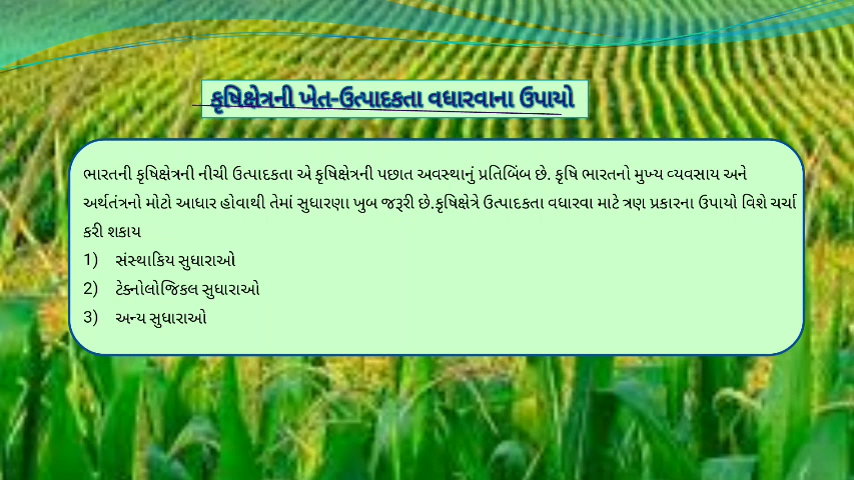 કૃષિક્ષેત્રની ખેત-ઉત્પાદકતા વધારવાના ઉપાયો
ભારતની કૃષિક્ષેત્રની નીચી ઉત્પાદકતા એ કૃષિક્ષેત્રની પછાત અવસ્થાનું પ્રતિબિંબ છે. કૃષિ ભારતનો મુખ્ય વ્યવસાય અને
અર્થતંત્રનો મોટો આધાર હોવાથી તેમાં સુધારણા ખુબ જરૂરી છે.કૃષિક્ષેત્રે ઉત્પાદકતા વધારવા માટે ત્રણ પ્રકારના ઉપાયો વિશે ચર્ચા
કરી શકાય
1) સંસ્થાકિય સુધારાઓ
2) ટેક્નોલોજિકલ સુધારાઓ
3) અન્ય સુધારાઓ